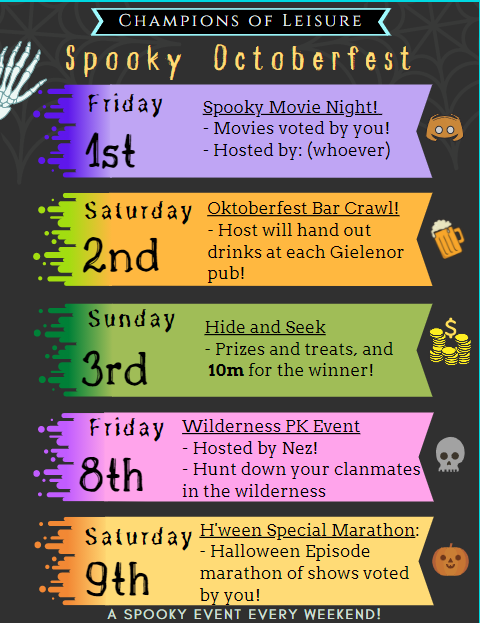 Champions of Leisure
Spooky Octoberfest
Friday
1st
Spooky Movie Night!
- Movies voted by you!
- Hosted by: (whoever)
Saturday
2nd
Oktoberfest Bar Crawl!
- Host will hand out
drinks at each Gielenor
pub!
Sunday
3rd
Hide and Seek
- Prizes and treats, and
10m for the winner!
Friday
8th
Wilderness PK Event
- Hosted by Nez!
- Hunt down your clanmates
in the wilderness
Saturday
9th
H'ween Special Marathon:
- Halloween Episode
marathon of shows voted
by you!
A SPOOKY EVENT EVERY WEEKEND!